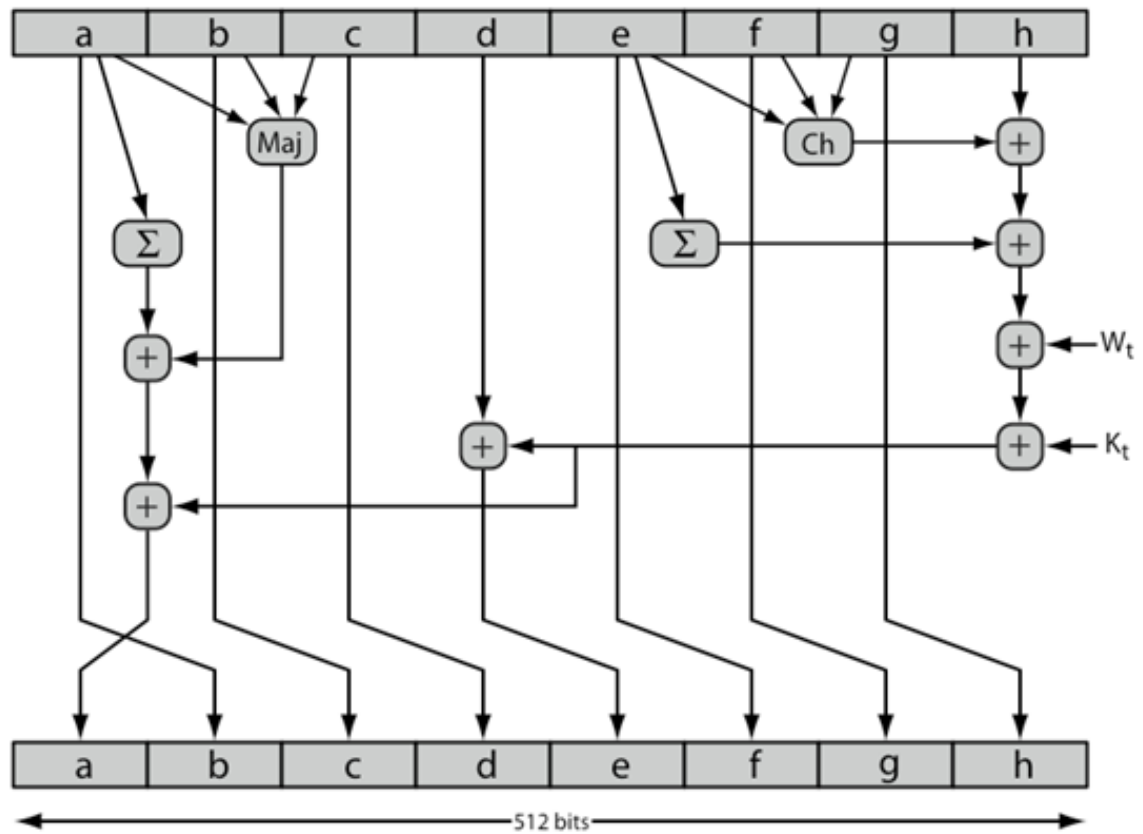 a b c d e f g h
Maj Ch +
Σ Σ +
+ + Wt
+ + Kt
+
a b c d e f g h
512 bits